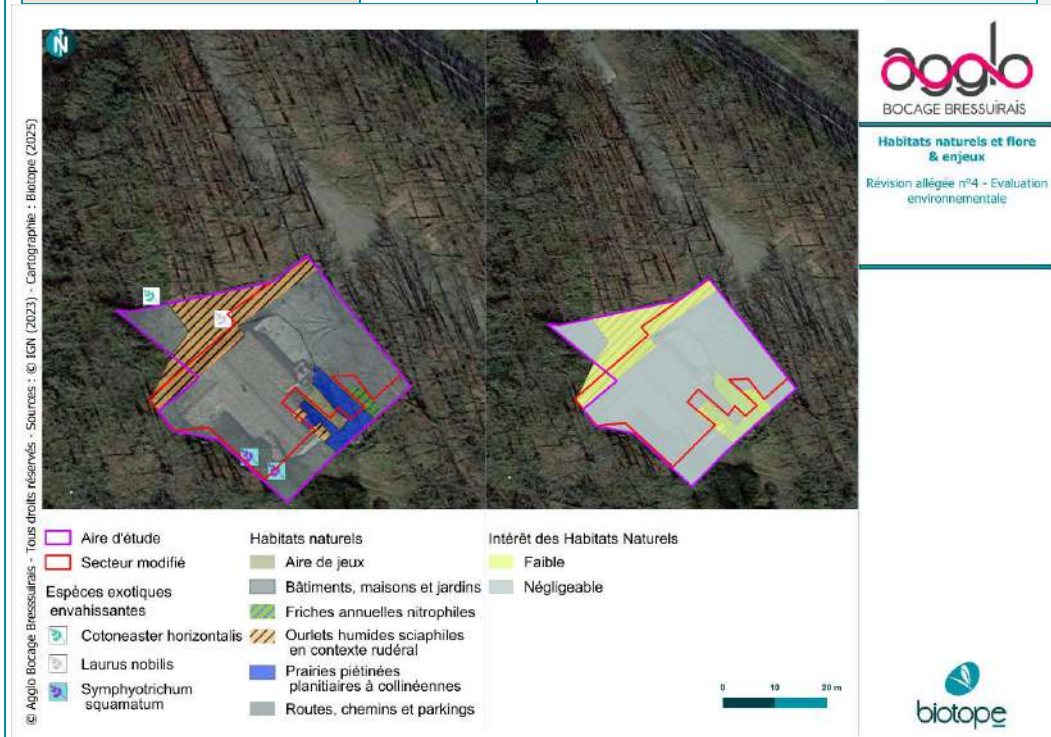 N
agglo
BOCAGE BRESSUIRAIS
Habitats naturels et flore
& enjeux
Révision allégée n°4 - Evaluation
environnementale
© Agglo Bocage Bresssuirais - Tous droits réservés - Sources : © IGN (2023) - Cartographie : Biotope (2025)
Aire d'étude
Secteur modifié
Espèces exotiques
envahissantes
Cotoneaster horizontalis
Laurus nobilis
Symphyotrichum
squamatum
Habitats naturels
Aire de jeux
Bâtiments, maisons et jardins
Friches annuelles nitrophiles
Ourlets humides sciaphiles
en contexte rudéral
Prairies piétinées
planitiaires à collinéennes
Routes, chemins et parkings
Intérêt des Habitats Naturels
Faible
Négligeable
0 10 20 m
biotope